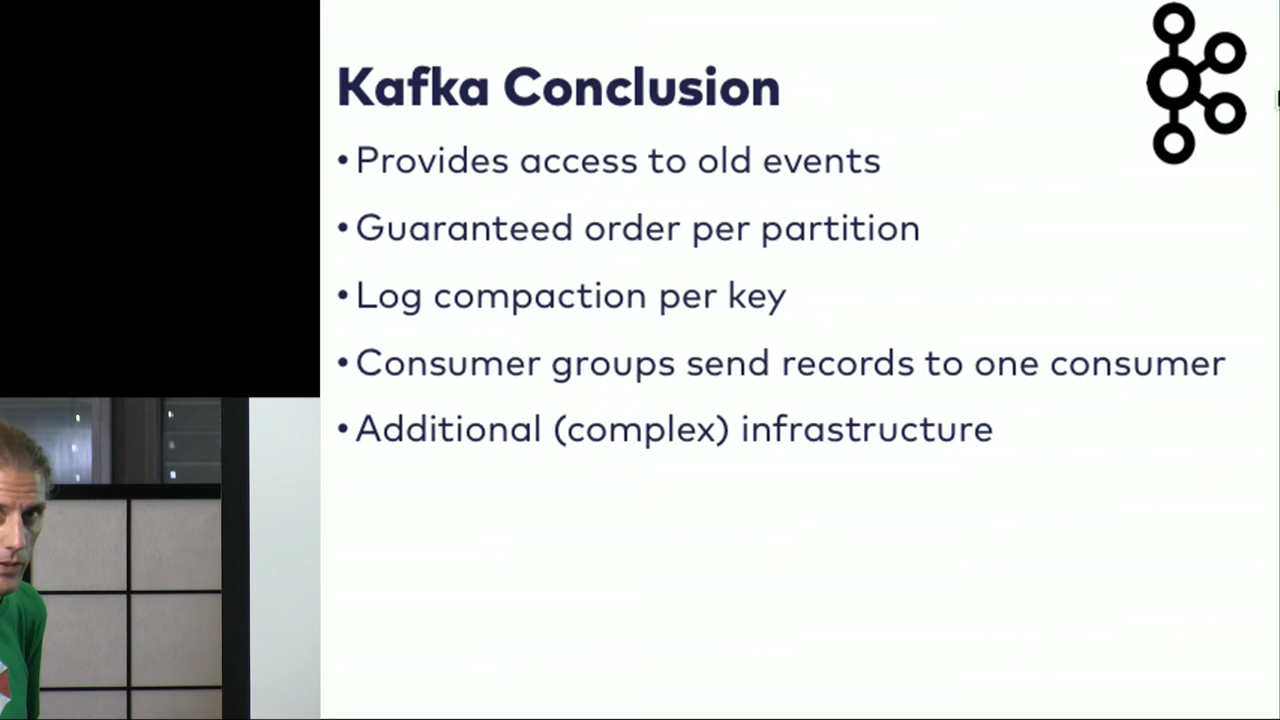 Kafka Conclusion
• Provides access to old events
• Guaranteed order per partition
• Log compaction per key
• Consumer groups send records to one consumer
• Additional (complex) infrastructure